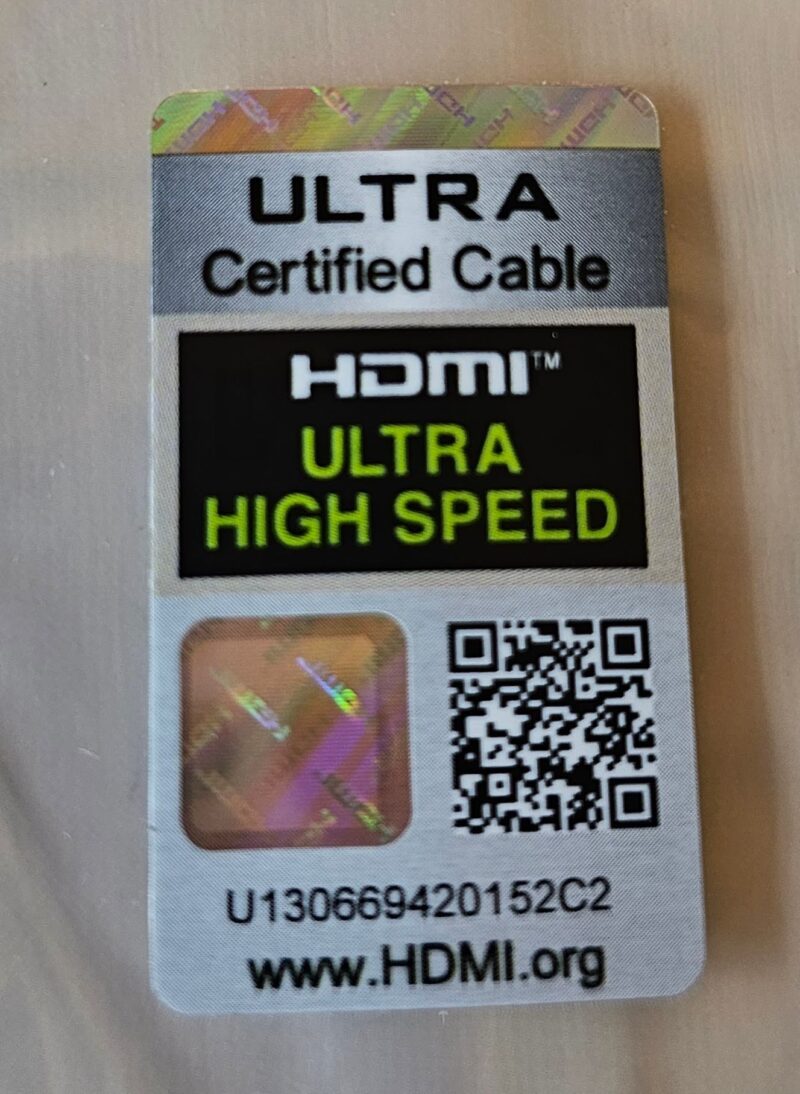 ULTRA
Certified Cable
HDMI™
ULTRA
HIGH SPEED
U130669420152C2
www.HDMI.org